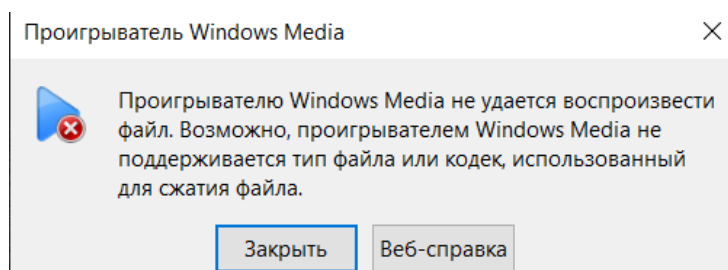 Проигрыватель Windows Media
Проигрывателю Windows Media не удается воспроизвести
файл. Возможно, проигрывателем Windows Media не
поддерживается тип файла или кодек, использованный
для сжатия файла.
Закрыть Веб-справка